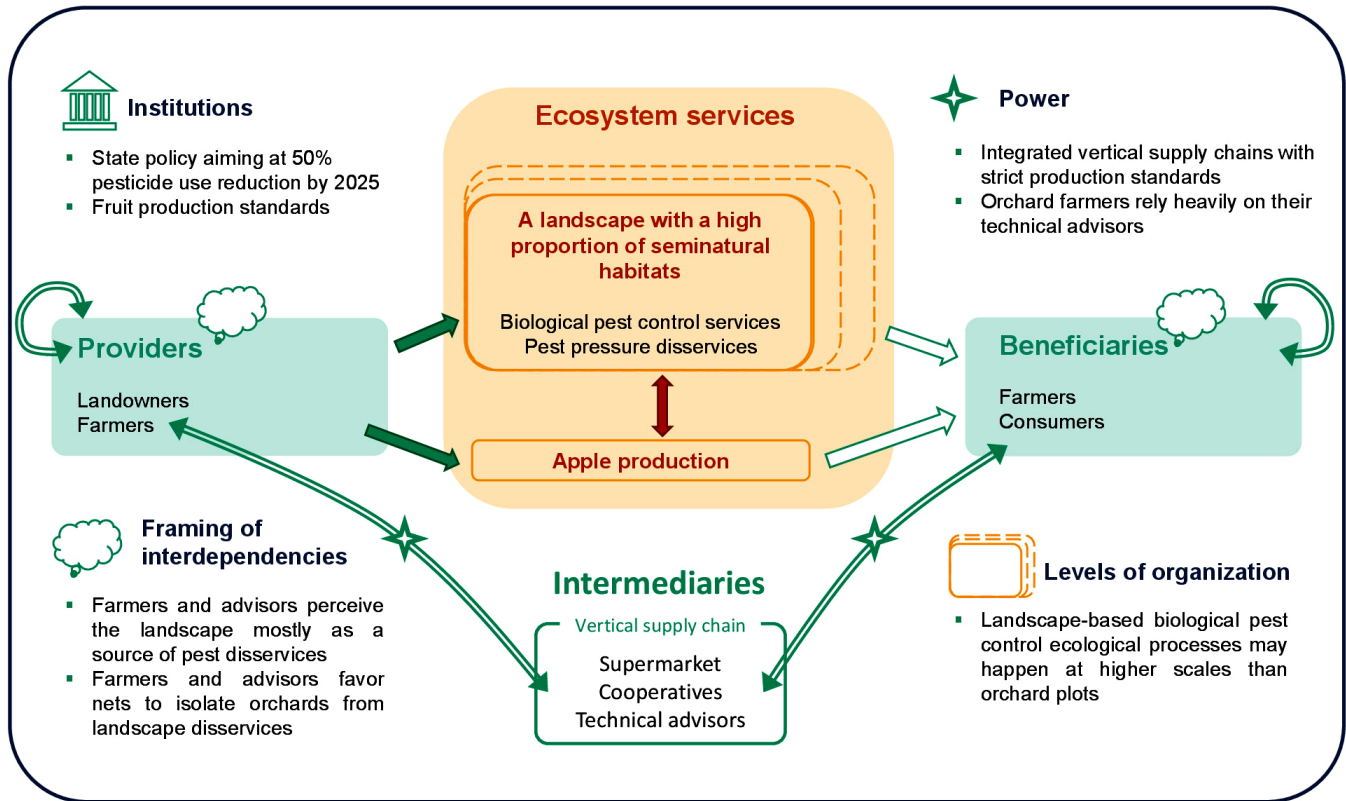 Institutions
▪ State policy aiming at 50%
pesticide use reduction by 2025
▪ Fruit production standards
Ecosystem services
A landscape with a high
proportion of seminatural
habitats
Biological pest control services
Pest pressure disservices
Apple production
Power
▪ Integrated vertical supply chains with
strict production standards
▪ Orchard farmers rely heavily on their
technical advisors
Providers
Landowners
Farmers
Beneficiaries
Farmers
Consumers
Framing of
interdependencies
▪ Farmers and advisors perceive
the landscape mostly as a
source of pest disservices
▪ Farmers and advisors favor
nets to isolate orchards from
landscape disservices
Intermediaries
Vertical supply chain
Supermarket
Cooperatives
Technical advisors
Levels of organization
▪ Landscape-based biological pest
control ecological processes may
happen at higher scales than
orchard plots